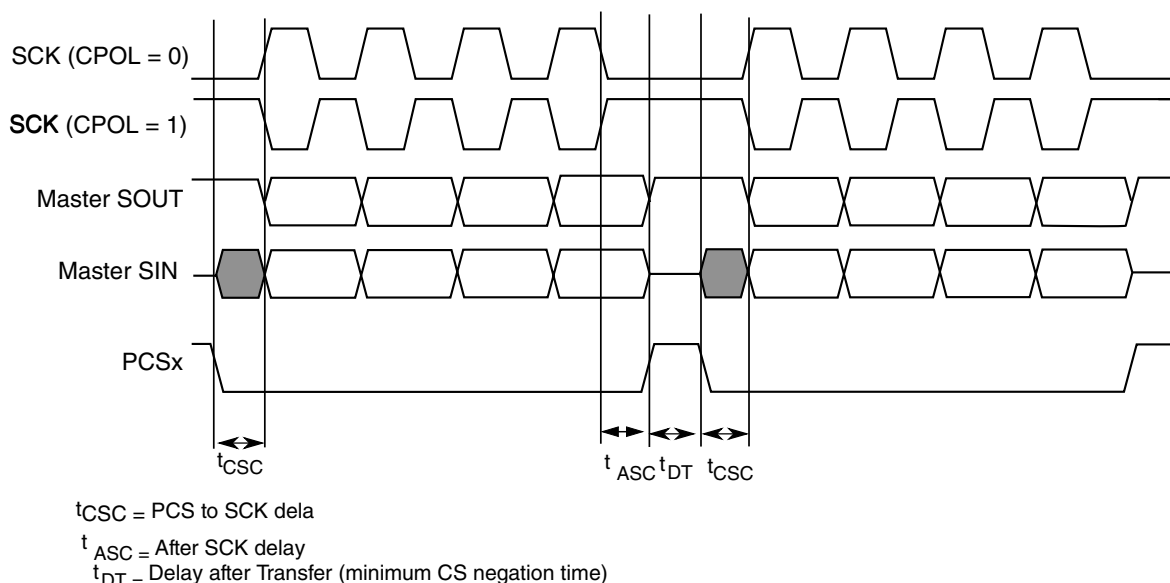 SCK (CPOL = 0)
SCK (CPOL = 1)
Master SOUT
Master SIN
PCSx
tCSC
t ASC
tDT
tCSC
tCSC = PCS to SCK dela
t ASC = After SCK delay
tDT = Delay after Transfer (minimum CS negation time)